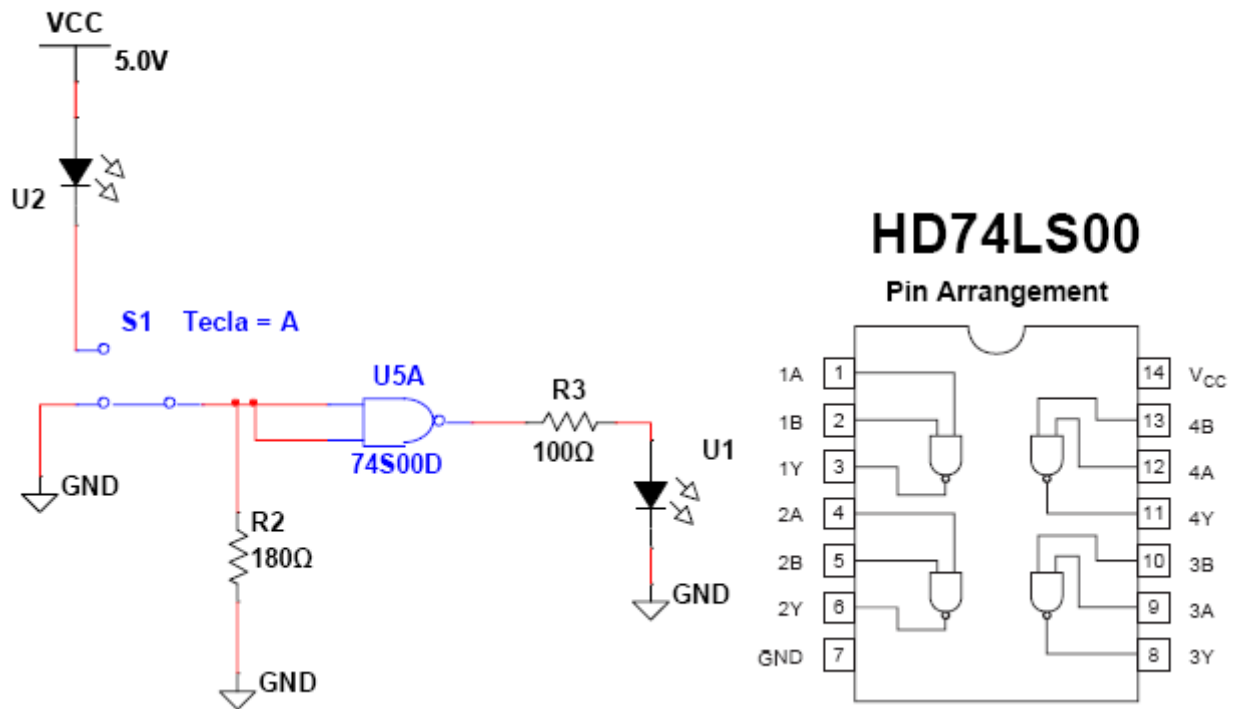 VCC
5.0V
U2
S1 Tecla = A
GND
U5A
74S00D
R2
180Ω
GND
R3
100Ω
U1
GND
HD74LS00
Pin Arrangement
1A 1 14 VCC
1B 2 13 4B
1Y 3 12 4A
2A 4 11 4Y
2B 5 10 3B
2Y 6 9 3A
GND 7 8 3Y